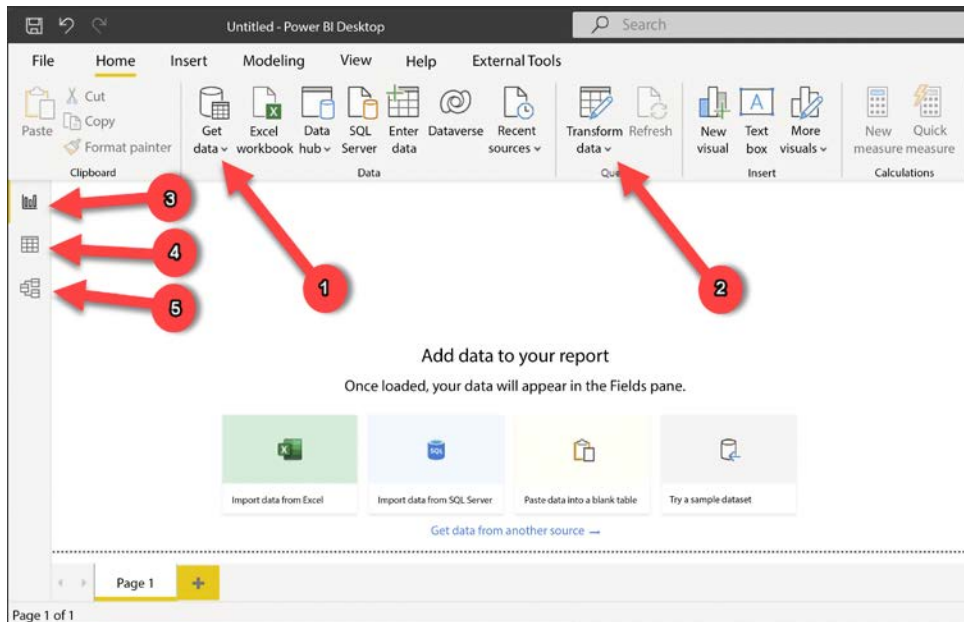 Untitled - Power BI Desktop
Search
File Home Insert Modeling View Help External Tools
Paste
Cut
Copy
Format painter
Clipboard
Get data
Excel workbook
Data hub
SQL Server
Enter data
Dataverse
Recent sources
Data
Transform data
Refresh
New visual
Text box
More visuals
Insert
New measure
Quick measure
Calculations
3
4
5
1
2
Add data to your report
Once loaded, your data will appear in the Fields pane.
Import data from Excel
Import data from SQL Server
Paste data into a blank table
Try a sample dataset
Get data from another source →
Page 1
Page 1 of 1